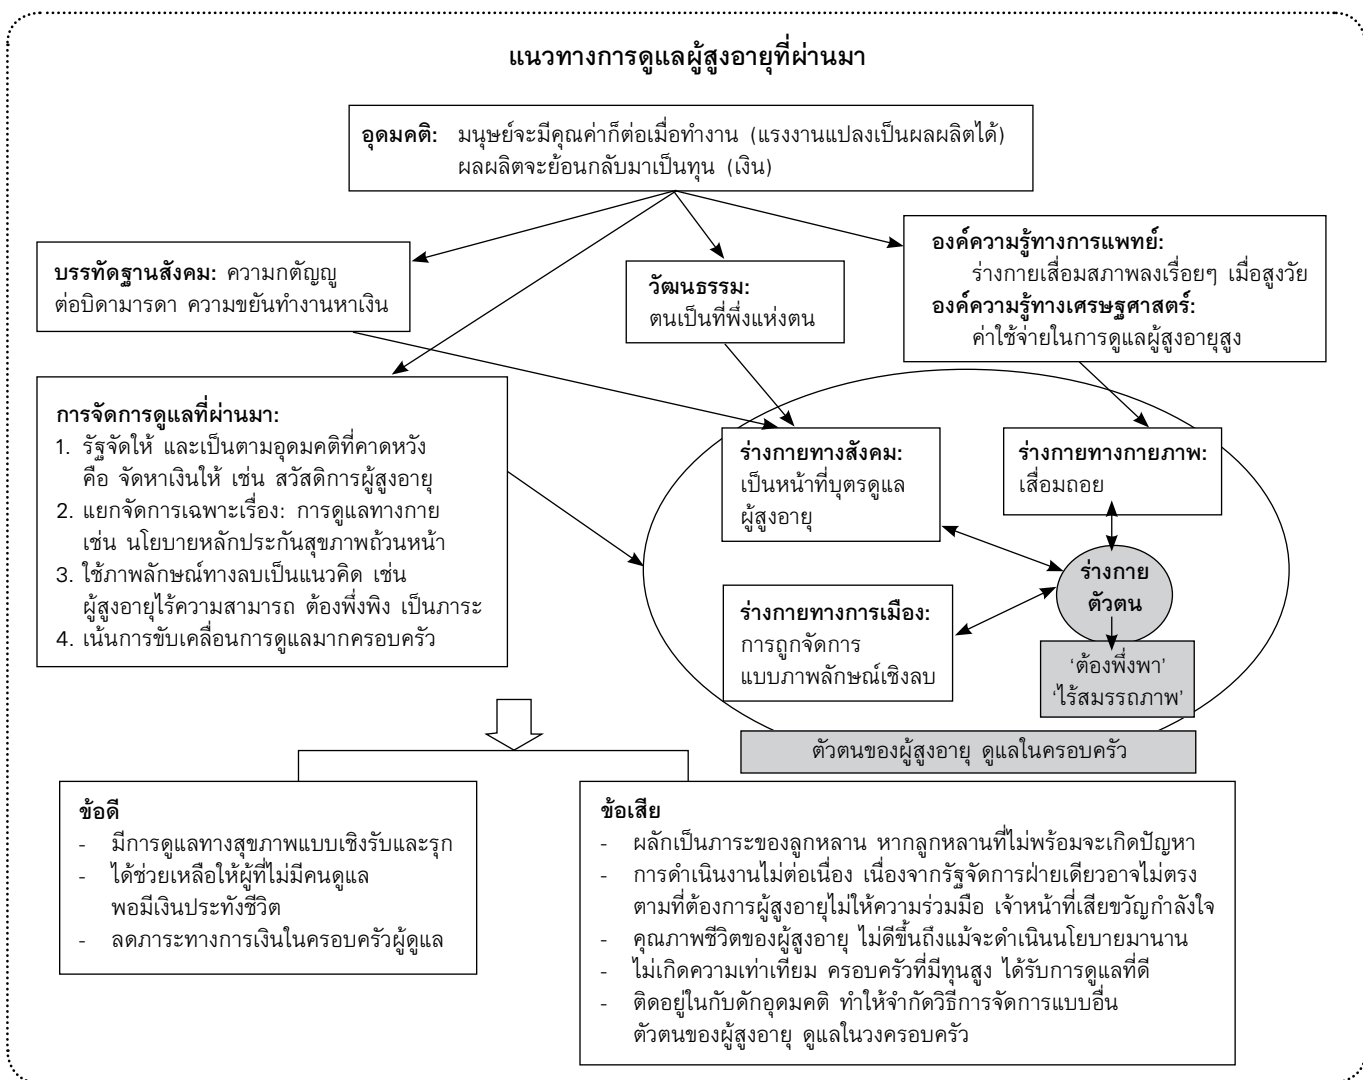 แนวทางการดูแลผู้สูงอายุที่ผ่านมา
อุดมคติ: มนุษย์จะมีคุณค่าก็ต่อเมื่อทำงาน (แรงงานแปลงเป็นผลผลิตได้)
ผลผลิตจะย้อนกลับมาเป็นทุน (เงิน)
บรรทัดฐานสังคม: ความกตัญญู
ต่อบิดามารดา ความขยันทำงานหาเงิน
วัฒนธรรม:
ตนเป็นที่พึ่งแห่งตน
องค์ความรู้ทางการแพทย์:
ร่างกายเสื่อมสภาพลงเรื่อยๆ เมื่อสูงวัย
องค์ความรู้ทางเศรษฐศาสตร์:
ค่าใช้จ่ายในการดูแลผู้สูงอายุสูง
การจัดการดูแลที่ผ่านมา:
1. รัฐจัดให้ และเป็นตามอุดมคติที่คาดหวัง
คือ จัดหาเงินให้ เช่น สวัสดิการผู้สูงอายุ
2. แยกจัดการเฉพาะเรื่อง: การดูแลทางกาย
เช่น นโยบายหลักประกันสุขภาพถ้วนหน้า
3. ใช้ภาพลักษณ์ทางลบเป็นแนวคิด เช่น
ผู้สูงอายุไร้ความสามารถ ต้องพึ่งพิง เป็นภาระ
4. เน้นการขับเคลื่อนการดูแลมากครอบครัว
ร่างกายทางสังคม:
เป็นหน้าที่บุตรดูแล
ผู้สูงอายุ
ร่างกายทางกายภาพ:
เสื่อมถอย
ร่างกาย
ตัวตน
ร่างกายทางการเมือง:
การถูกจัดการ
แบบภาพลักษณ์เชิงลบ
‘ต้องพึ่งพา’
‘ไร้สมรรถภาพ’
ตัวตนของผู้สูงอายุ ดูแลในครอบครัว
ข้อดี
- มีการดูแลทางสุขภาพแบบเชิงรับและรุก
- ได้ช่วยเหลือให้ผู้ที่ไม่มีคนดูแล
พอมีเงินประทังชีวิต
- ลดภาระทางการเงินในครอบครัวผู้ดูแล
ข้อเสีย
- ผลักเป็นภาระของลูกหลาน หากลูกหลานที่ไม่พร้อมจะเกิดปัญหา
- การดำเนินงานไม่ต่อเนื่อง เนื่องจากรัฐจัดการฝ่ายเดียวอาจไม่ตรง
ตามที่ต้องการผู้สูงอายุไม่ให้ความร่วมมือ เจ้าหน้าที่เสียขวัญกำลังใจ
- คุณภาพชีวิตของผู้สูงอายุ ไม่ดีขึ้นถึงแม้จะดำเนินนโยบายมานาน
- ไม่เกิดความเท่าเทียม ครอบครัวที่มีทุนสูง ได้รับการดูแลที่ดี
- ติดอยู่ในกับดักอุดมคติ ทำให้จำกัดวิธีการจัดการแบบอื่น
ตัวตนของผู้สูงอายุ ดูแลในวงครอบครัว